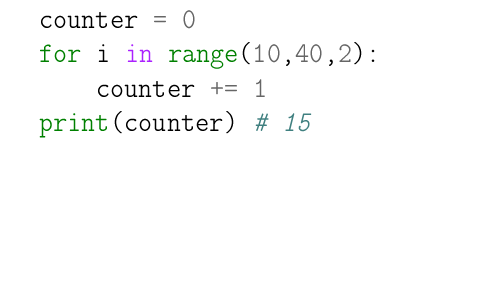 counter = 0
for i in range(10,40,2):
    counter += 1
print(counter) # 15